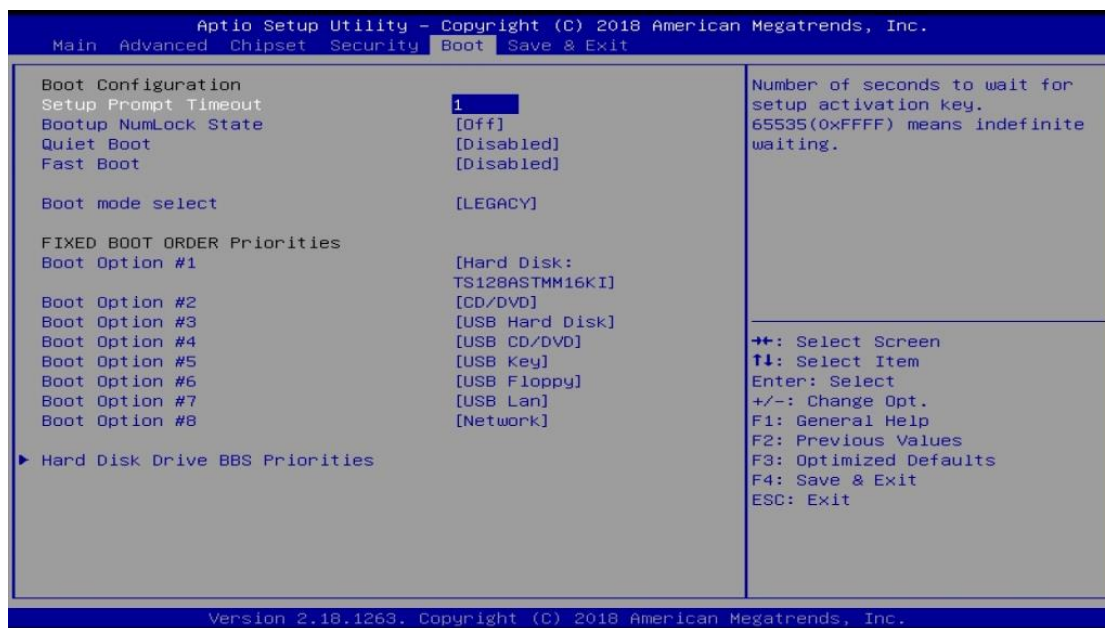 Aptio Setup Utility – Copyright (C) 2018 American Megatrends, Inc.
Main Advanced Chipset Security Boot Save & Exit
Boot Configuration
Setup Prompt Timeout 1
Bootup NumLock State [Off]
Quiet Boot [Disabled]
Fast Boot [Disabled]
Boot mode select [LEGACY]
FIXED BOOT ORDER Priorities
Boot Option #1 [Hard Disk:
TS128ASTMM16KI]
Boot Option #2 [CD/DVD]
Boot Option #3 [USB Hard Disk]
Boot Option #4 [USB CD/DVD]
Boot Option #5 [USB Key]
Boot Option #6 [USB Floppy]
Boot Option #7 [USB Lan]
Boot Option #8 [Network]
▶ Hard Disk Drive BBS Priorities
Number of seconds to wait for
setup activation key.
65535(0xFFFF) means indefinite
waiting.
→←: Select Screen
↑↓: Select Item
Enter: Select
+/-: Change Opt.
F1: General Help
F2: Previous Values
F3: Optimized Defaults
F4: Save & Exit
ESC: Exit
Version 2.18.1263. Copyright (C) 2018 American Megatrends, Inc.